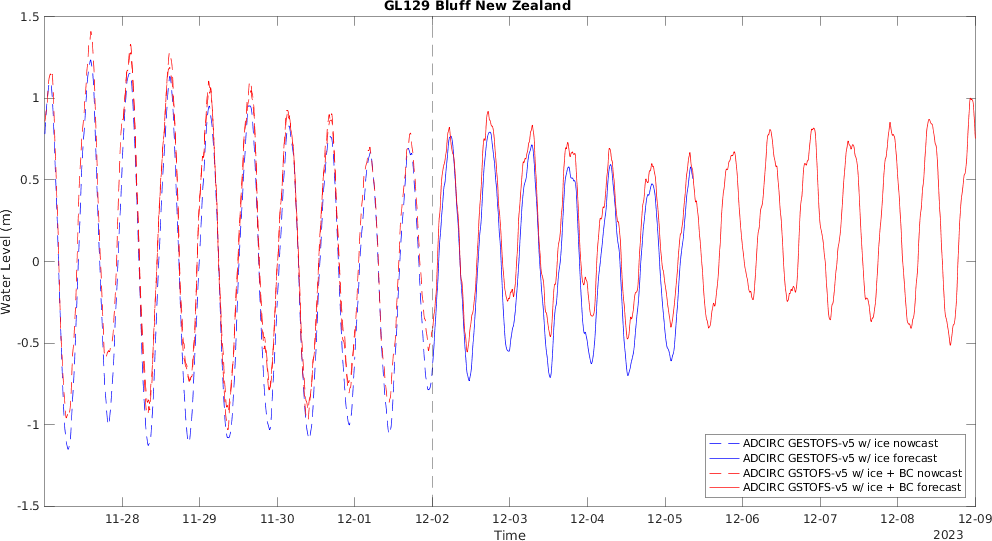 GL129 Bluff New Zealand
1.5
1
0.5
0
-0.5
-1
-1.5
Water Level (m)
11-28 11-29 11-30 12-01 12-02 12-03 12-04 12-05 12-06 12-07 12-08 12-09
Time
2023
ADCIRC GESTOFS-v5 w/ ice nowcast
ADCIRC GESTOFS-v5 w/ ice forecast
ADCIRC GSTOFS-v5 w/ ice + BC nowcast
ADCIRC GSTOFS-v5 w/ ice + BC forecast